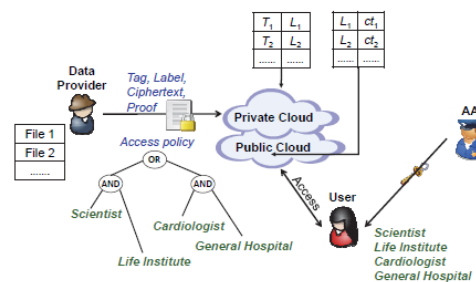 T1 L1
T2 L2
...... ......
L1 ct1
L2 ct2
...... ......
Data
Provider
Tag, Label,
Ciphertext,
Proof
Private Cloud
Public Cloud
AA
File 1
File 2
.......
Access policy
OR
AND
AND
Access
User
Scientist
Cardiologist
General Hospital
Life Institute
Scientist
Life Institute
Cardiologist
General Hospital